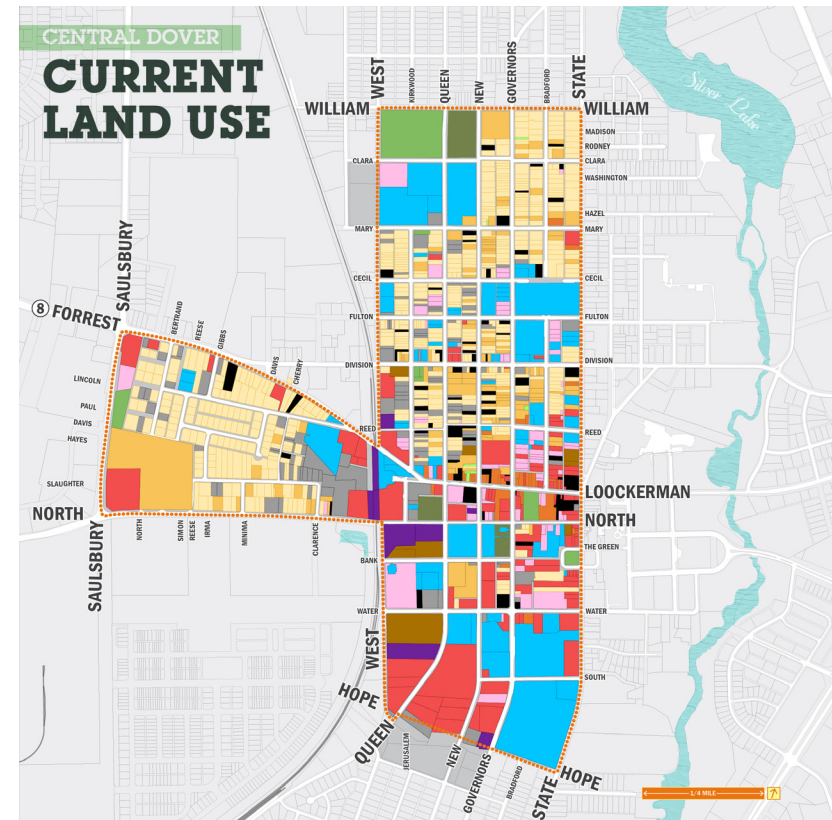 CENTRAL DOVER
CURRENT
LAND USE
WEST
KIRKWOOD
QUEEN
NEW
GOVERNORS
BRADFORD
STATE
Silver Lake
WILLIAM
WILLIAM
MADISON
RODNEY
CLARA
CLARA
WASHINGTON
HAZEL
MARY
MARY
CECIL
CECIL
FULTON
FULTON
DIVISION
DIVISION
REED
REED
SAULSBURY
8 FORREST
BERTRAND
REESE
GIBBS
DAVIS
CHERRY
LINCOLN
PAUL
DAVIS
HAYES
SLAUGHTER
LOOCKERMAN
NORTH
NORTH
SAULSBURY
NORTH
SIMON
REESE
IRMA
MINIMA
CLARENCE
THE GREEN
BANK
WATER
WATER
WEST
SOUTH
HOPE
QUEEN
JERUSALEM
NEW
GOVERNORS
BRADFORD
STATE
HOPE
1/4 MILE